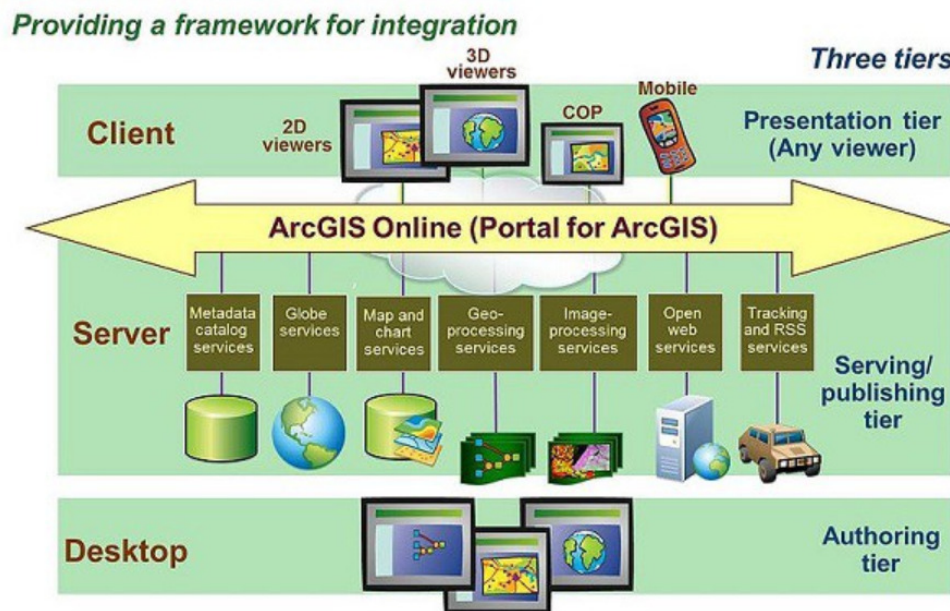 Providing a framework for integration
Three tiers
3D
viewers
Mobile
COP
2D
viewers
Client
Presentation tier
(Any viewer)
ArcGIS Online (Portal for ArcGIS)
Server
Metadata
catalog
services
Globe
services
Map and
chart
services
Geo-
processing
services
Image-
processing
services
Open
web
services
Tracking
and RSS
services
Serving/
publishing
tier
Desktop
Authoring
tier